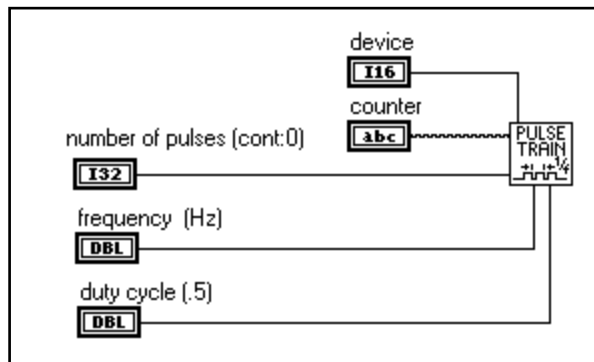 device
I16
counter
abc
PULSE
TRAIN
number of pulses (cont:0)
I32
frequency (Hz)
DBL
duty cycle (.5)
DBL